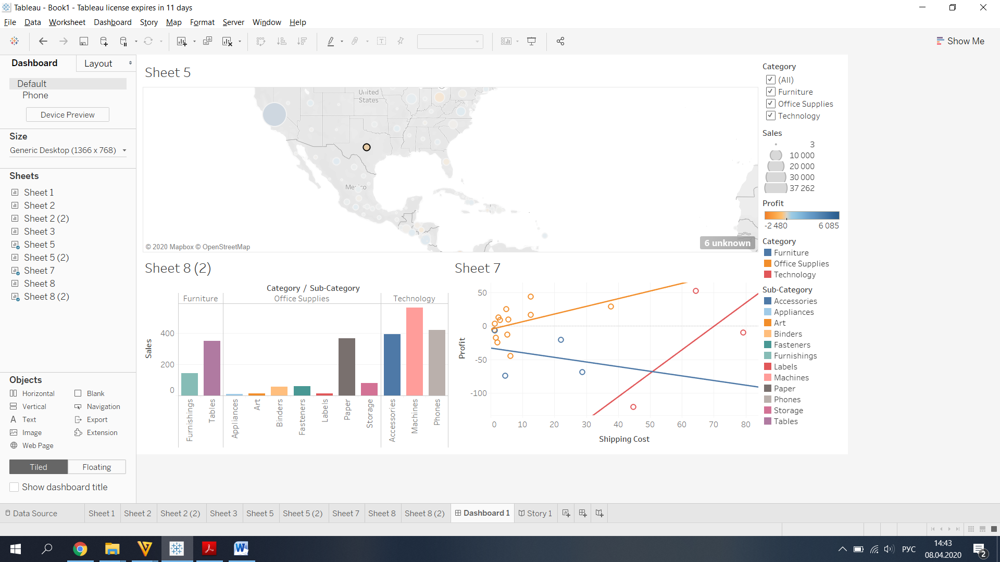 Tableau - Book1 - Tableau license expires in 11 days
File Data Worksheet Dashboard Story Map Format Server Window Help
Show Me
Dashboard Layout
Default
Phone
Device Preview
Size
Generic Desktop (1366 x 768)
Sheets
Sheet 1
Sheet 2
Sheet 2 (2)
Sheet 3
Sheet 5
Sheet 5 (2)
Sheet 7
Sheet 8
Sheet 8 (2)
Objects
Horizontal Blank
Vertical Navigation
Text Export
Image Extension
Web Page
Tiled Floating
Show dashboard title
Sheet 5
United
States
Mexico
© 2020 Mapbox © OpenStreetMap
6 unknown
Sheet 8 (2)
Category / Sub-Category
Furniture Office Supplies Technology
Sales
400
200
0
Furnishings
Tables
Appliances
Art
Binders
Fasteners
Labels
Paper
Storage
Accessories
Machines
Phones
Sheet 7
Profit
50
0
-50
-100
0 10 20 30 40 50 60 70 80
Shipping Cost
Category
(All)
Furniture
Office Supplies
Technology
Sales
3
10 000
20 000
30 000
37 262
Profit
-2 480 6 085
Category
Furniture
Office Supplies
Technology
Sub-Category
Accessories
Appliances
Art
Binders
Fasteners
Furnishings
Labels
Machines
Paper
Phones
Storage
Tables
Data Source Sheet 1 Sheet 2 Sheet 2 (2) Sheet 3 Sheet 5 Sheet 5 (2) Sheet 7 Sheet 8 Sheet 8 (2) Dashboard 1 Story 1
РУС
14:43
08.04.2020
2